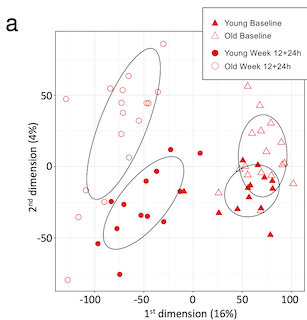 a
Young Baseline
Old Baseline
Young Week 12+24h
Old Week 12+24h
50
0
-50
-100
-50
0
50
100
2nd dimension (4%)
1st dimension (16%)